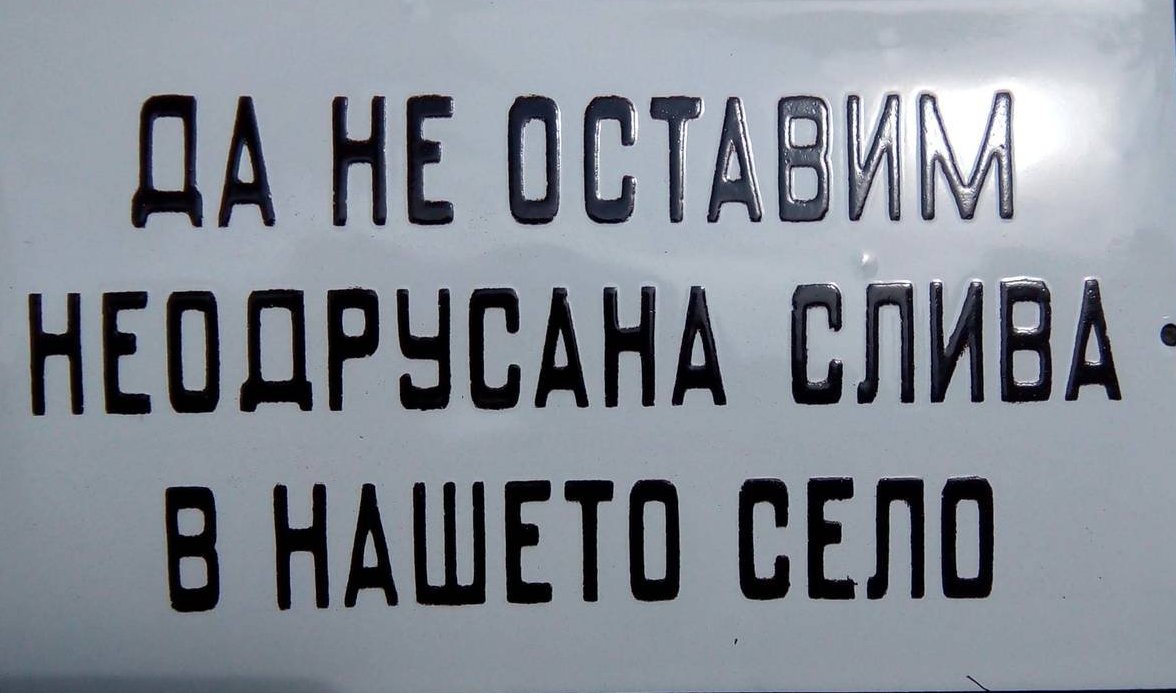 ДА НЕ ОСТАВИМ
НЕОДРУСАНА СЛИВА
В НАШЕТО СЕЛО